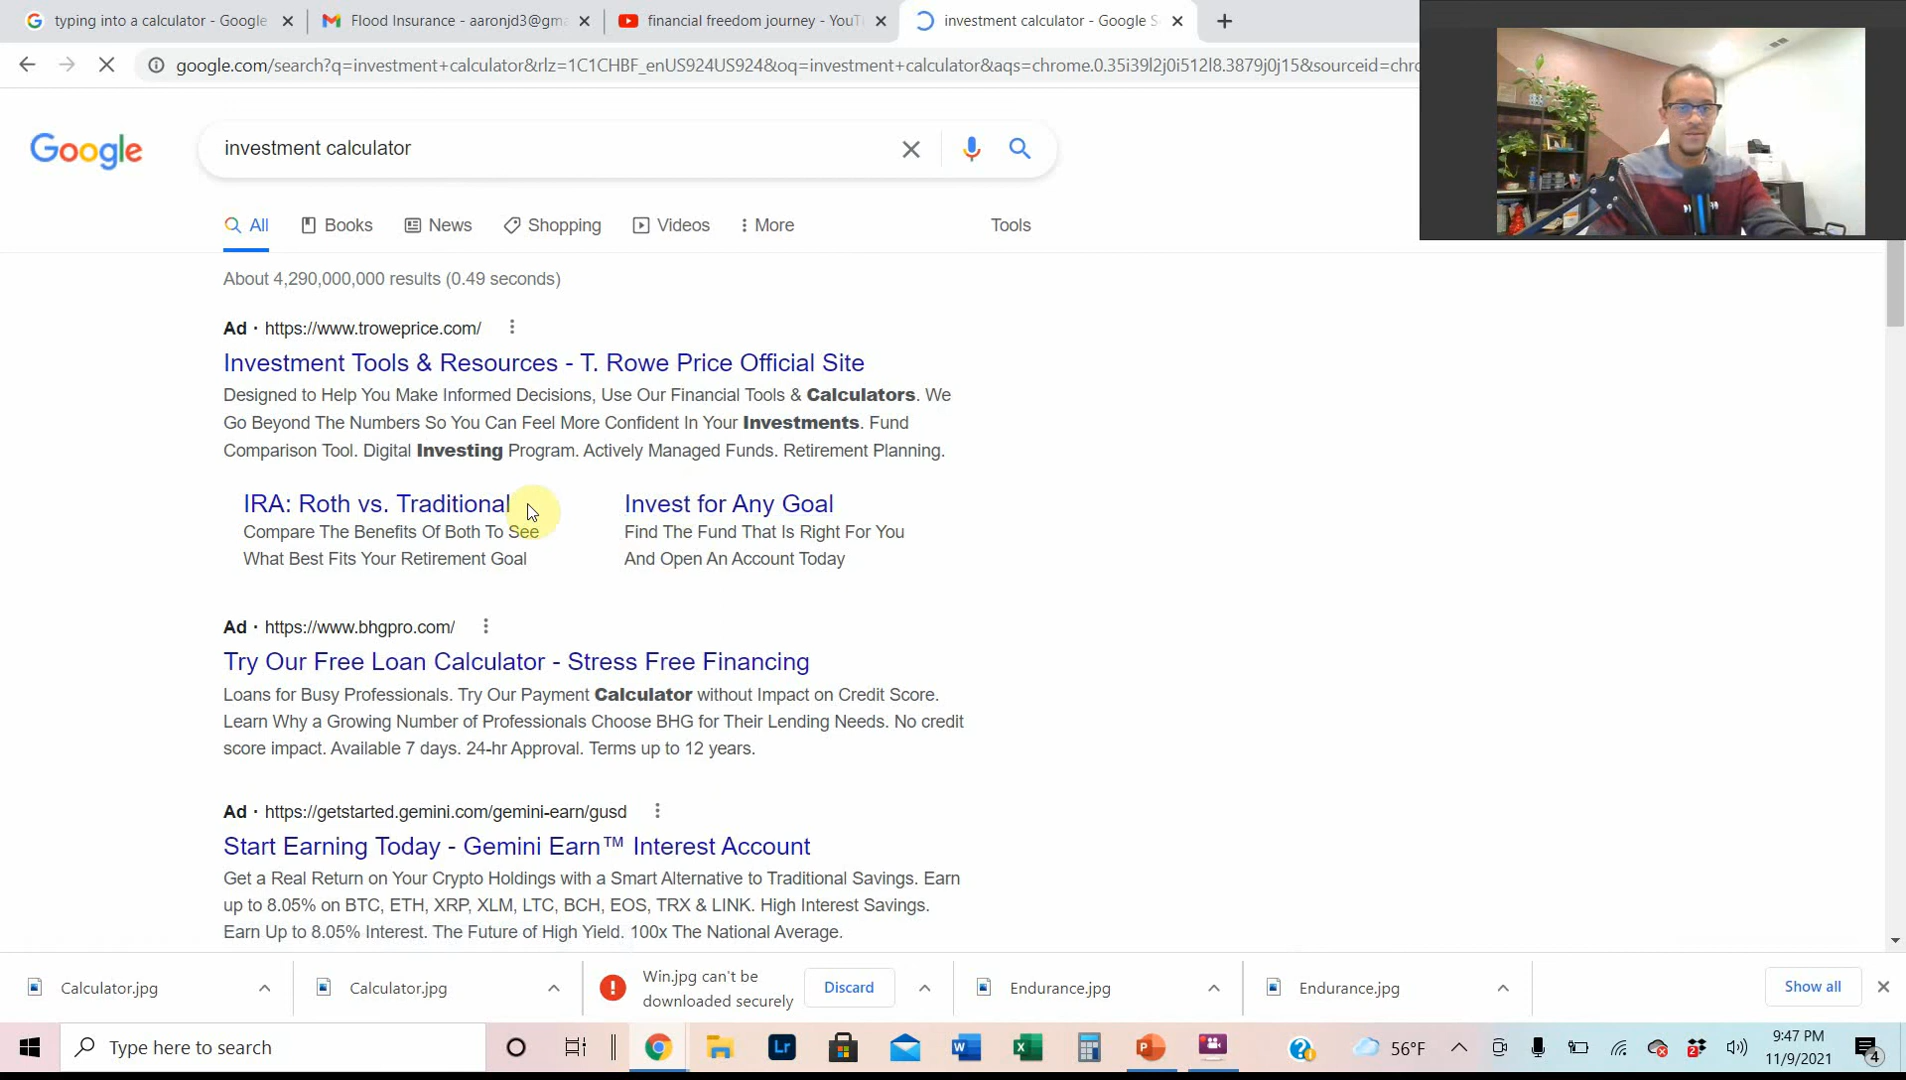 typing into a calculator - Google
Flood Insurance - aaronjd3@gm
financial freedom journey - YouT
investment calculator - Google S
google.com/search?q=investment+calculator&rlz=1C1CHBF_enUS924US924&oq=investment+calculator&aqs=chrome.0.35i39l2j0i512l8.3879j0j15&sourceid=chro
Google
investment calculator
All
Books
News
Shopping
Videos
More
Tools
About 4,290,000,000 results (0.49 seconds)
Ad · https://www.troweprice.com/
Investment Tools & Resources - T. Rowe Price Official Site
Designed to Help You Make Informed Decisions, Use Our Financial Tools & Calculators. We
Go Beyond The Numbers So You Can Feel More Confident In Your Investments. Fund
Comparison Tool. Digital Investing Program. Actively Managed Funds. Retirement Planning.
IRA: Roth vs. Traditional
Compare The Benefits Of Both To See
What Best Fits Your Retirement Goal
Invest for Any Goal
Find The Fund That Is Right For You
And Open An Account Today
Ad · https://www.bhgpro.com/
Try Our Free Loan Calculator - Stress Free Financing
Loans for Busy Professionals. Try Our Payment Calculator without Impact on Credit Score.
Learn Why a Growing Number of Professionals Choose BHG for Their Lending Needs. No credit
score impact. Available 7 days. 24-hr Approval. Terms up to 12 years.
Ad · https://getstarted.gemini.com/gemini-earn/gusd
Start Earning Today - Gemini Earn™ Interest Account
Get a Real Return on Your Crypto Holdings with a Smart Alternative to Traditional Savings. Earn
up to 8.05% on BTC, ETH, XRP, XLM, LTC, BCH, EOS, TRX & LINK. High Interest Savings.
Earn Up to 8.05% Interest. The Future of High Yield. 100x The National Average.
Calculator.jpg
Calculator.jpg
Win.jpg can't be
downloaded securely
Discard
Endurance.jpg
Endurance.jpg
Show all
Type here to search
Lr
56°F
2
9:47 PM
11/9/2021
4